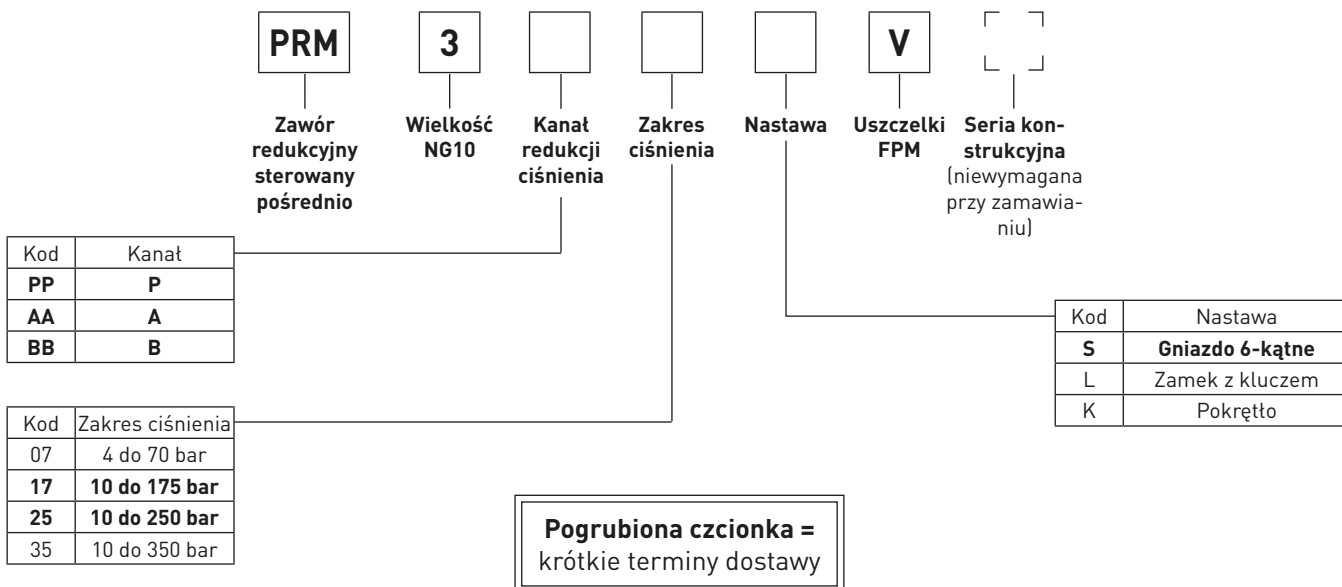 PRM 3 V
Zawór
redukcyjny
sterowany
pośrednio
Wielkość
NG10
Kanał
redukcji
ciśnienia
Zakres
ciśnienia
Nastawa
Uszczelki
FPM
Seria kon-
strukcyjna
(niewymagana
przy zamawia-
niu)
Kod Kanał
PP P
AA A
BB B
Kod Nastawa
S Gniazdo 6-kątne
L Zamek z kluczem
K Pokrętło
Kod Zakres ciśnienia
07 4 do 70 bar
17 10 do 175 bar
25 10 do 250 bar
35 10 do 350 bar
Pogrubiona czcionka =
krótkie terminy dostawy